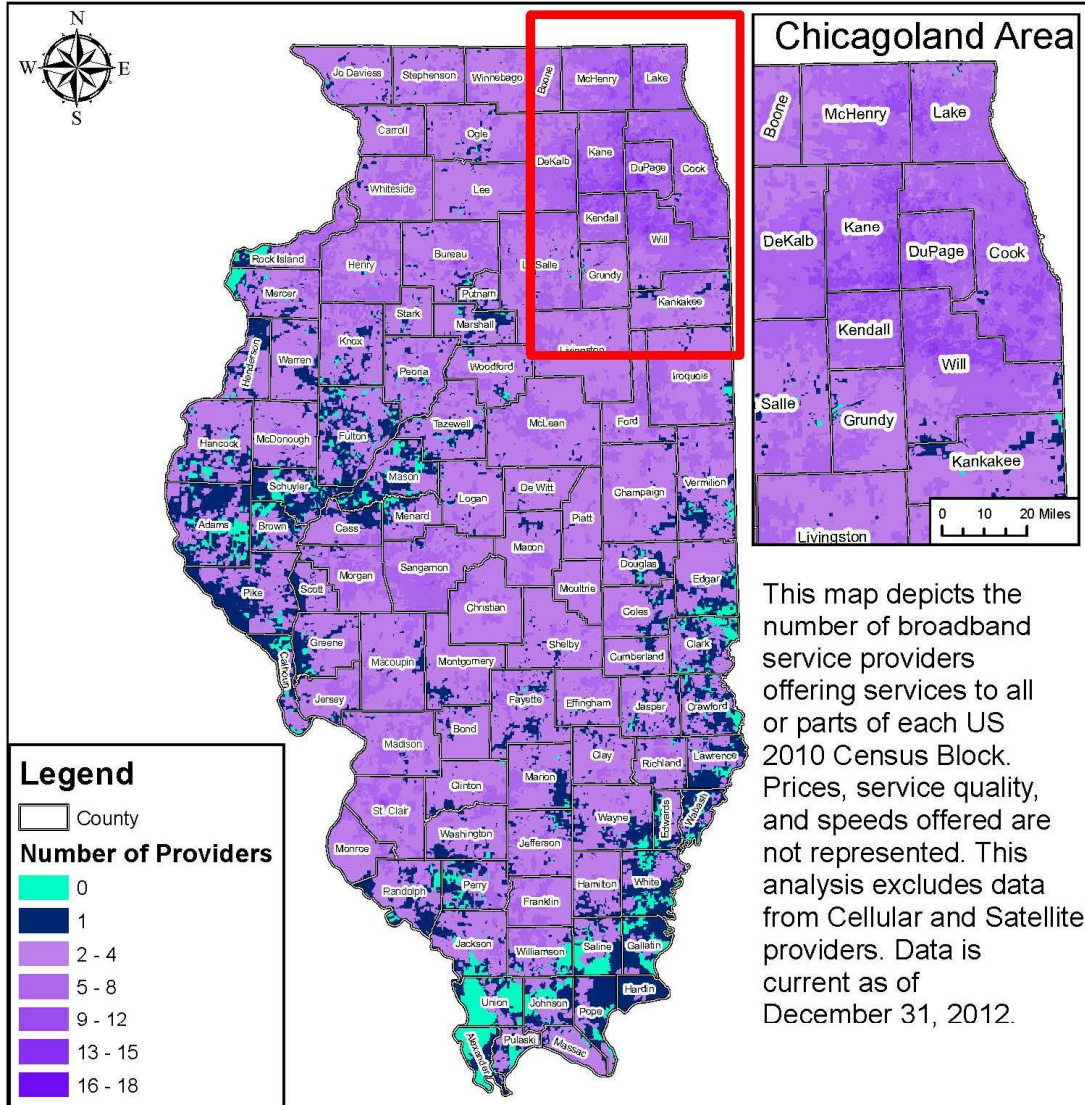 N
W
E
S
Jo Daviess
Stephenson
Winnebago
Boone
McHenry
Lake
Carroll
Ogle
DeKalb
Kane
DuPage
Cook
Whiteside
Lee
Kendall
Will
Rock Island
Henry
Bureau
La Salle
Grundy
Mercer
Putnam
Kankakee
Stark
Marshall
Henderson
Knox
Livingston
Warren
Peoria
Woodford
Iroquois
Hancock
McDonough
Fulton
Tazewell
McLean
Ford
Schuyler
Mason
Logan
De Witt
Champaign
Vermilion
Adams
Brown
Cass
Menard
Piatt
Macon
Pike
Scott
Morgan
Sangamon
Douglas
Edgar
Moultrie
Christian
Coles
Greene
Shelby
Calhoun
Macoupin
Montgomery
Cumberland
Clark
Jersey
Fayette
Effingham
Jasper
Crawford
Bond
Madison
Clay
Richland
Lawrence
Clinton
Marion
St. Clair
Wayne
Edwards
Wabash
Washington
Jefferson
Monroe
Randolph
Perry
Hamilton
White
Franklin
Jackson
Williamson
Saline
Gallatin
Union
Johnson
Pope
Hardin
Alexander
Pulaski
Massac
Chicagoland Area
Boone
McHenry
Lake
DeKalb
Kane
DuPage
Cook
Kendall
Will
Salle
Grundy
Kankakee
Livingston
0 10 20 Miles
This map depicts the
number of broadband
service providers
offering services to all
or parts of each US
2010 Census Block.
Prices, service quality,
and speeds offered are
not represented. This
analysis excludes data
from Cellular and Satellite
providers. Data is
current as of
December 31, 2012.
Legend
County
Number of Providers
0
1
2 - 4
5 - 8
9 - 12
13 - 15
16 - 18